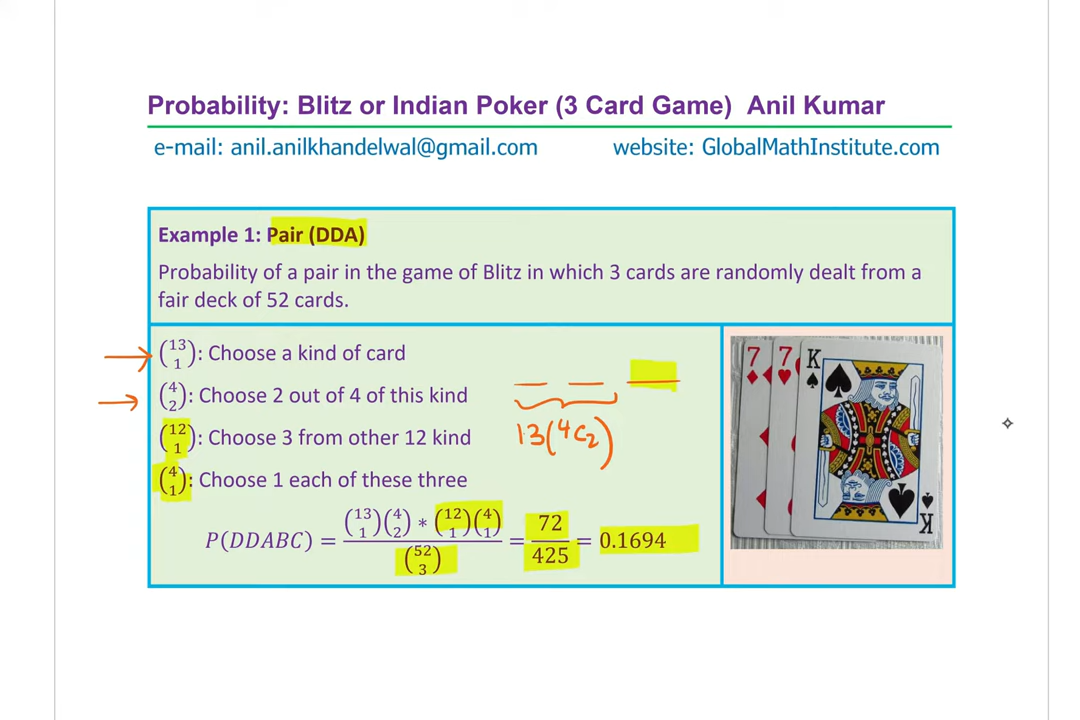 Probability: Blitz or Indian Poker (3 Card Game)  Anil Kumar
e-mail: anil.anilkhandelwal@gmail.com website: GlobalMathInstitute.com
Example 1: Pair (DDA)
Probability of a pair in the game of Blitz in which 3 cards are randomly dealt from a
fair deck of 52 cards.
(13 1): Choose a kind of card
(4 2): Choose 2 out of 4 of this kind
(12 1): Choose 3 from other 12 kind
(4 1): Choose 1 each of these three
13(4C2)
P(DDABC) = (13 1)(4 2) * (12 1)(4 1) / (52 3) = 72/425 = 0.1694
7 7 K
K